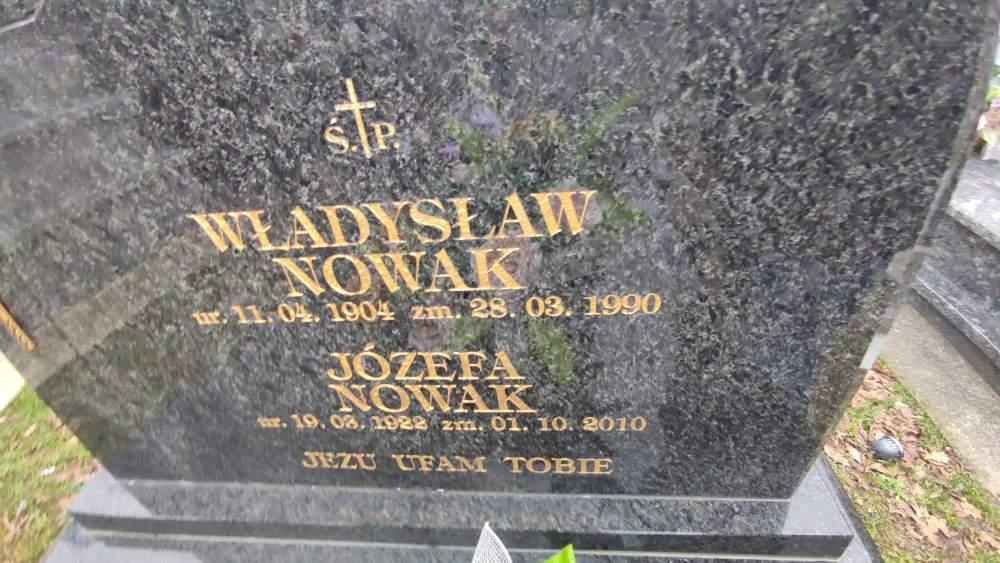 Ś.P.
WŁADYSŁAW
NOWAK
ur. 11. 04. 1904 zm. 28. 03. 1990
JÓZEFA
NOWAK
ur. 19. 03. 1922 zm. 01. 10. 2010
JEZU UFAM TOBIE